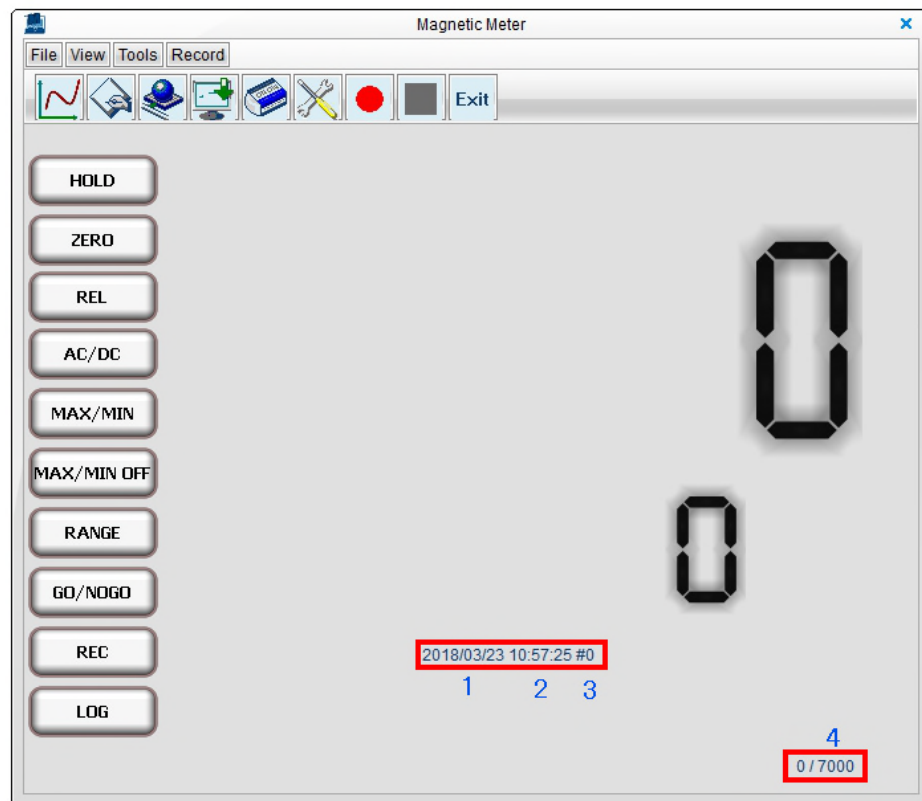 Magnetic Meter
File View Tools Record
Exit
HOLD
ZERO
REL
AC/DC
MAX/MIN
MAX/MIN OFF
RANGE
GO/NOGO
REC
LOG
0
0
2018/03/23 10:57:25 #0
1 2 3
4
0 / 7000